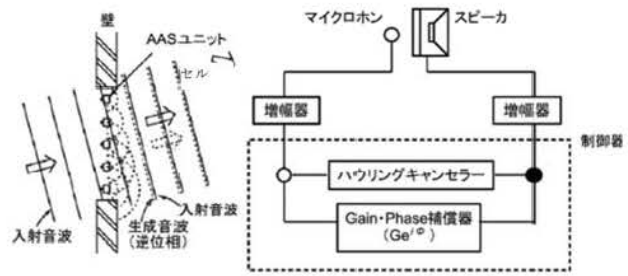 壁
AASユニット
セル
入射音波
生成音波
(逆位相)
入射音波
マイクロホン
スピーカ
増幅器
増幅器
制御器
ハウリングキャンセラー
Gain・Phase補償器
(Ge^{iφ})